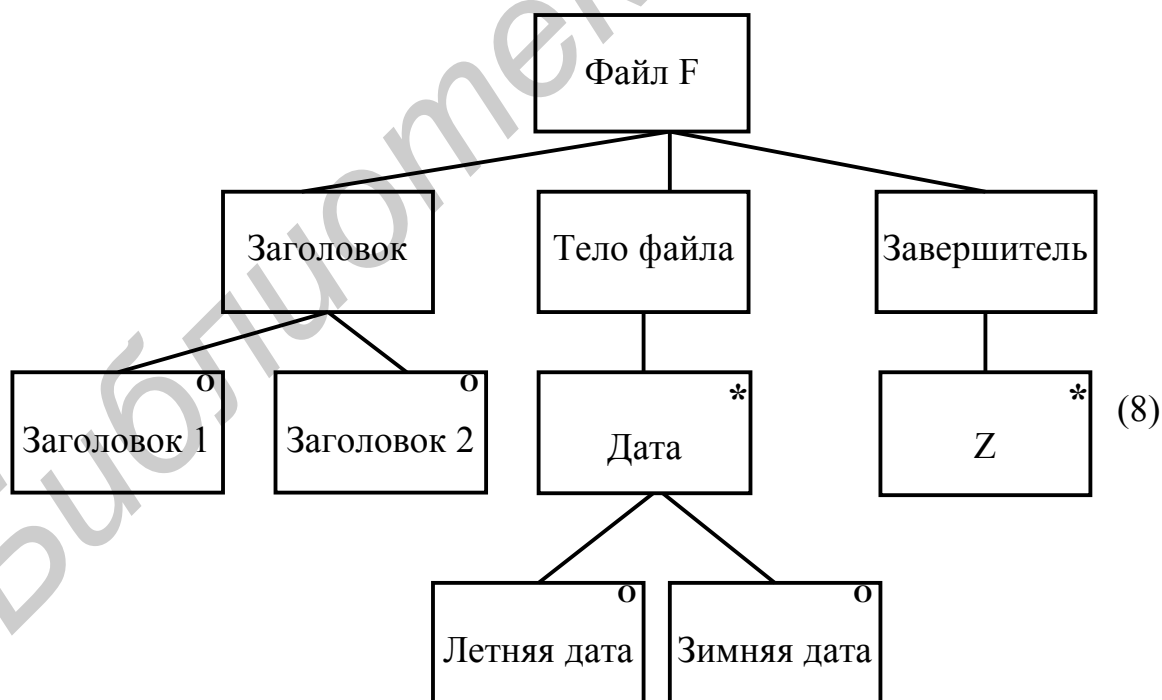 Файл F
Заголовок
Тело файла
Завершитель
о
Заголовок 1
о
Заголовок 2
*
Дата
*
Z
(8)
о
Летняя дата
о
Зимняя дата